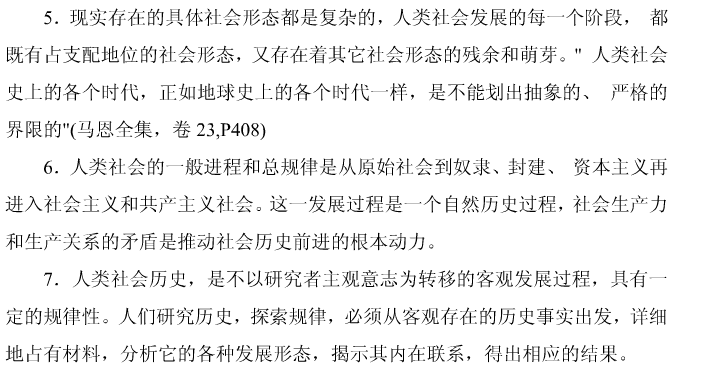 5．现实存在的具体社会形态都是复杂的，人类社会发展的每一个阶段， 都
既有占支配地位的社会形态，又存在着其它社会形态的残余和萌芽。" 人类社会
史上的各个时代，正如地球史上的各个时代一样，是不能划出抽象的、 严格的
界限的"(马恩全集，卷 23,P408)
6．人类社会的一般进程和总规律是从原始社会到奴隶、封建、 资本主义再
进入社会主义和共产主义社会。这一发展过程是一个自然历史过程，社会生产力
和生产关系的矛盾是推动社会历史前进的根本动力。
7．人类社会历史，是不以研究者主观意志为转移的客观发展过程，具有一
定的规律性。人们研究历史，探索规律，必须从客观存在的历史事实出发，详细
地占有材料，分析它的各种发展形态，揭示其内在联系，得出相应的结果。